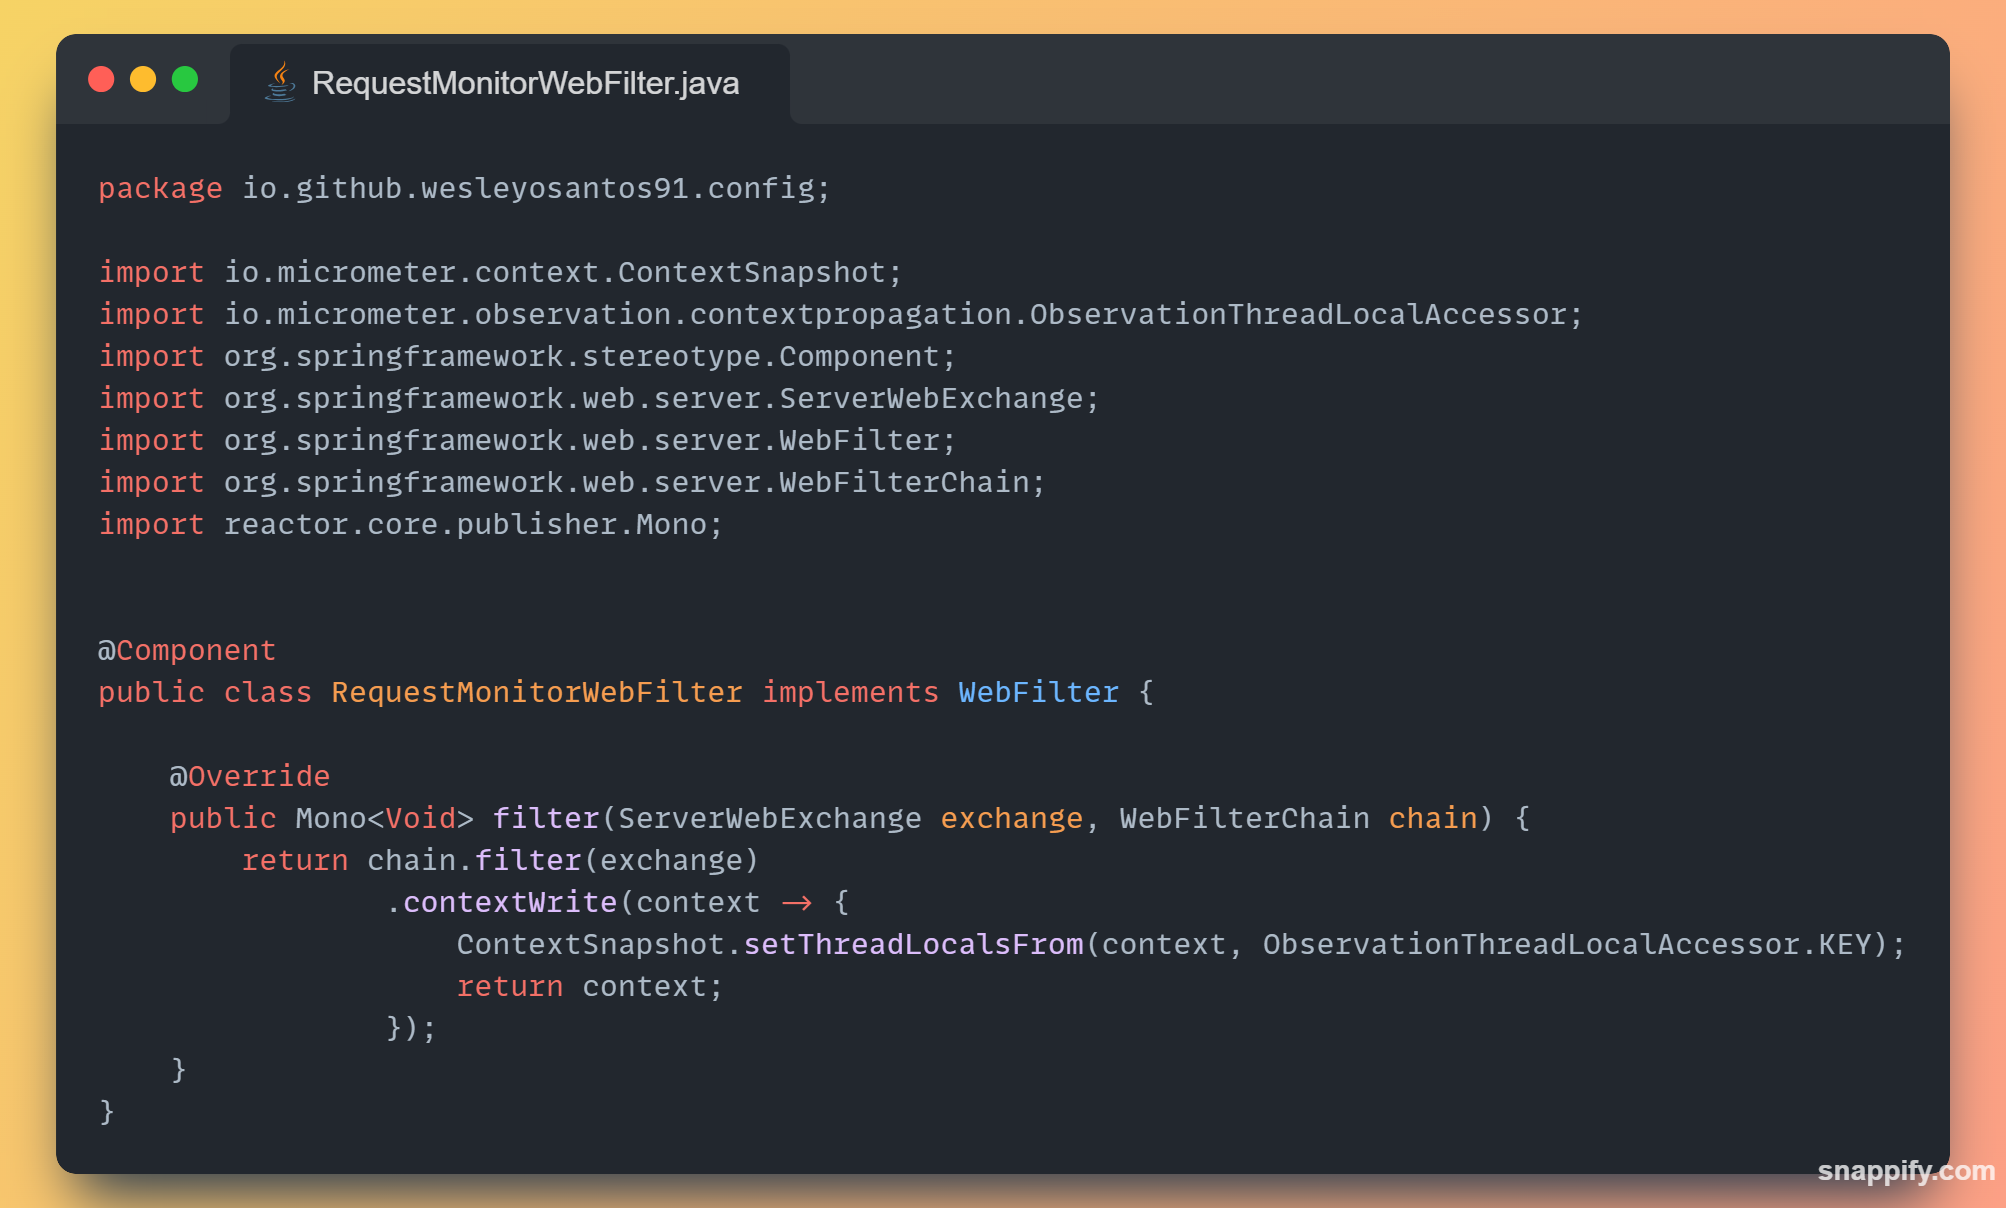 RequestMonitorWebFilter.java
package io.github.wesleyosantos91.config;
import io.micrometer.context.ContextSnapshot;
import io.micrometer.observation.contextpropagation.ObservationThreadLocalAccessor;
import org.springframework.stereotype.Component;
import org.springframework.web.server.ServerWebExchange;
import org.springframework.web.server.WebFilter;
import org.springframework.web.server.WebFilterChain;
import reactor.core.publisher.Mono;
@Component
public class RequestMonitorWebFilter implements WebFilter {
    @Override
    public Mono<Void> filter(ServerWebExchange exchange, WebFilterChain chain) {
        return chain.filter(exchange)
                .contextWrite(context -> {
                    ContextSnapshot.setThreadLocalsFrom(context, ObservationThreadLocalAccessor.KEY);
                    return context;
                });
    }
}
snappify.com